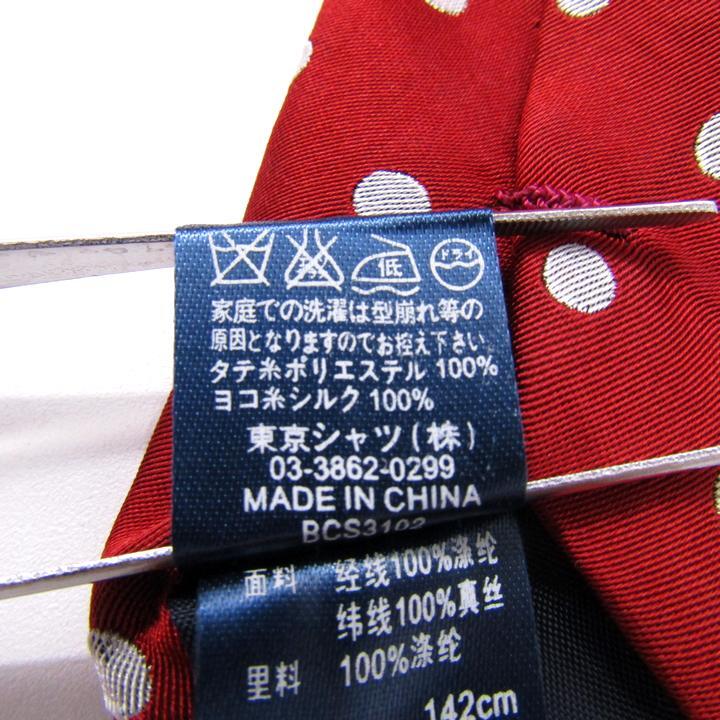 低 ドライ
家庭での洗濯は型崩れ等の
原因となりますのでお控え下さい。
タテ糸ポリエステル 100%
ヨコ糸シルク 100%
東京シャツ(株)
03-3862-0299
MADE IN CHINA
BCS3102
面料 经线100%涤纶
纬线100%真丝
里料 100%涤纶
142cm